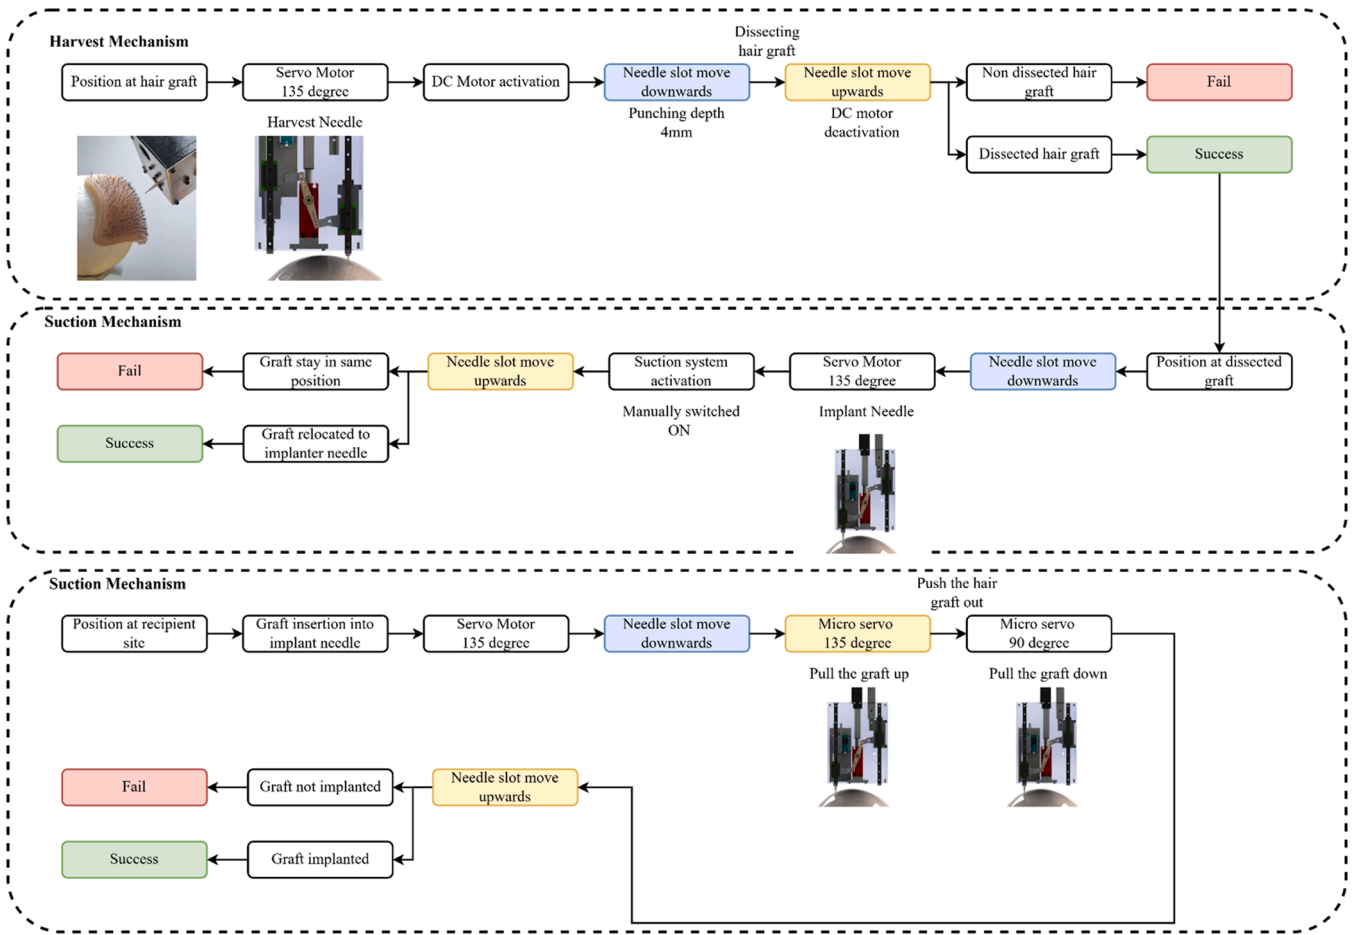 Harvest Mechanism
Position at hair graft
Servo Motor
135 degree
Harvest Needle
DC Motor activation
Needle slot move
downwards
Punching depth
4mm
Dissecting
hair graft
Needle slot move
upwards
DC motor
deactivation
Non dissected hair
graft
Fail
Dissected hair graft
Success
Suction Mechanism
Position at dissected
graft
Needle slot move
downwards
Servo Motor
135 degree
Implant Needle
Suction system
activation
Manually switched
ON
Needle slot move
upwards
Graft stay in same
position
Fail
Graft relocated to
implanter needle
Success
Suction Mechanism
Position at recipient
site
Graft insertion into
implant needle
Servo Motor
135 degree
Needle slot move
downwards
Micro servo
135 degree
Pull the graft up
Push the hair
graft out
Micro servo
90 degree
Pull the graft down
Needle slot move
upwards
Graft not implanted
Fail
Graft implanted
Success